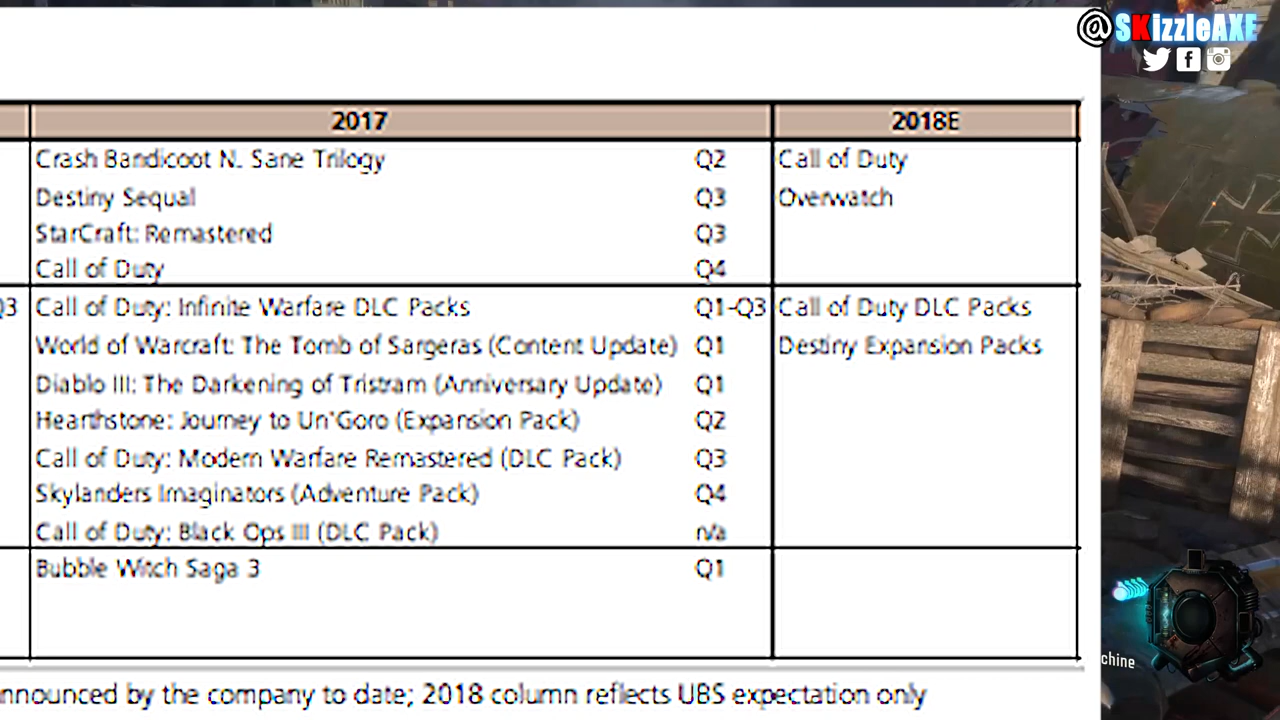 @SKizzleAXE
2017 2018E
Crash Bandicoot N. Sane Trilogy Q2 Call of Duty
Destiny Sequal Q3 Overwatch
StarCraft: Remastered Q3
Call of Duty Q4
Q3 Call of Duty: Infinite Warfare DLC Packs Q1-Q3 Call of Duty DLC Packs
World of Warcraft: The Tomb of Sargeras (Content Update) Q1 Destiny Expansion Packs
Diablo III: The Darkening of Tristram (Anniversary Update) Q1
Hearthstone: Journey to Un'Goro (Expansion Pack) Q2
Call of Duty: Modern Warfare Remastered (DLC Pack) Q3
Skylanders Imaginators (Adventure Pack) Q4
Call of Duty: Black Ops III (DLC Pack) n/a
Bubble Witch Saga 3 Q1
chine
nnounced by the company to date; 2018 column reflects UBS expectation only